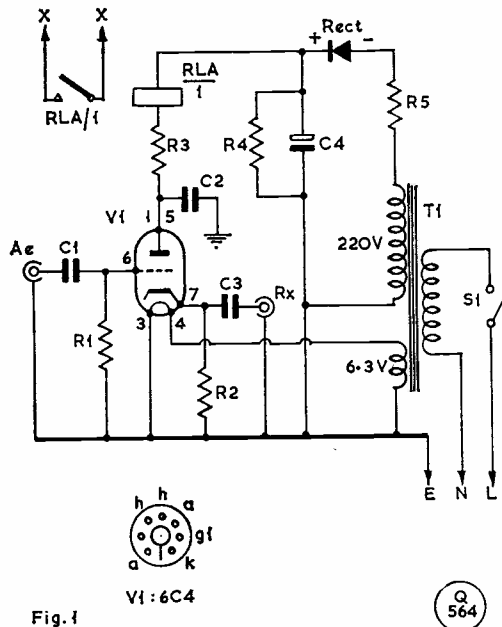 X X
RLA/1
RLA
1
R3
C2
V1 1 5
Ae C1 6
R1
3 4 7
R2
C3 Rx
+ Rect -
R4 C4
R5
T1
220V
6·3V
S1
E N L
h h a
g1
a k
V1 : 6C4
Fig. 1
Q
564